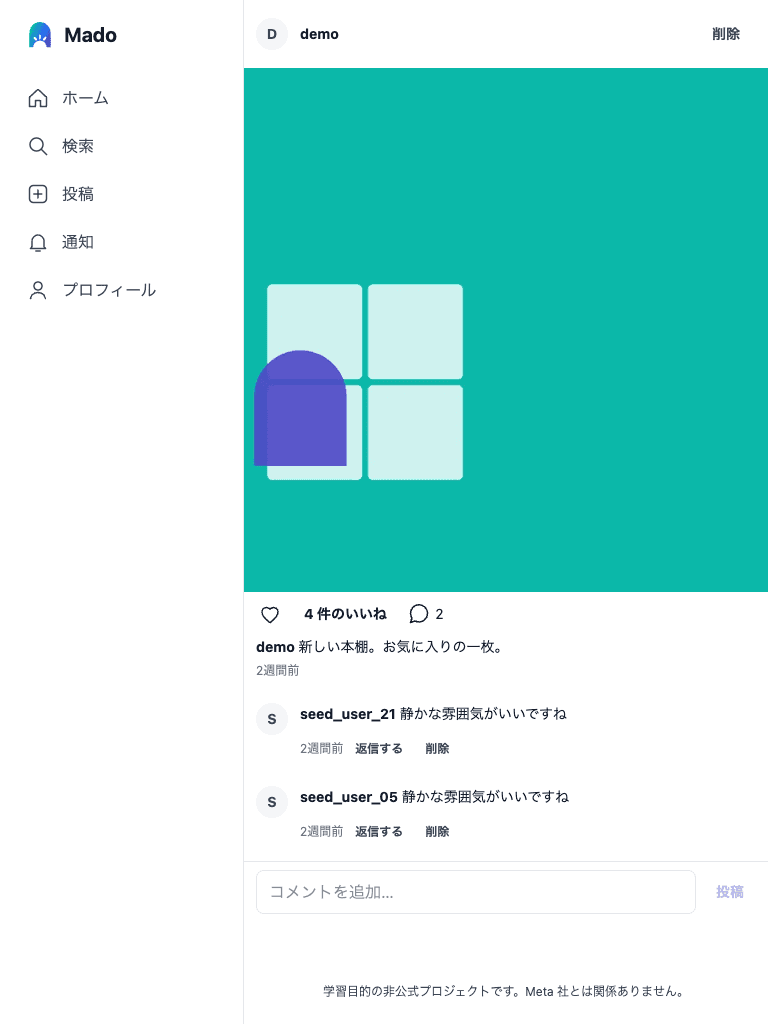 Mado
ホーム
検索
投稿
通知
プロフィール
D demo 削除
4 件のいいね 2
demo 新しい本棚。お気に入りの一枚。
2週間前
S seed_user_21 静かな雰囲気がいいですね
2週間前 返信する 削除
S seed_user_05 静かな雰囲気がいいですね
2週間前 返信する 削除
コメントを追加... 投稿
学習目的の非公式プロジェクトです。Meta 社とは関係ありません。